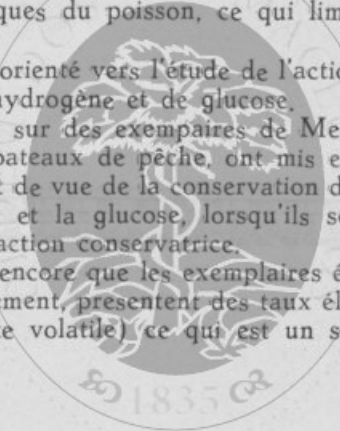 ques du poisson, ce qui lim
orienté vers l'étude de l'actio
hydrogène et de glucose.
sur des exempaires de Me
bateaux de pêche, ont mis e
t de vue de la conservation d
et la glucose, lorsqu'ils se
action conservatrice.
encore que les exemplaires é
ement, presentent des taux él
te volatile) ce qui est un s
1835